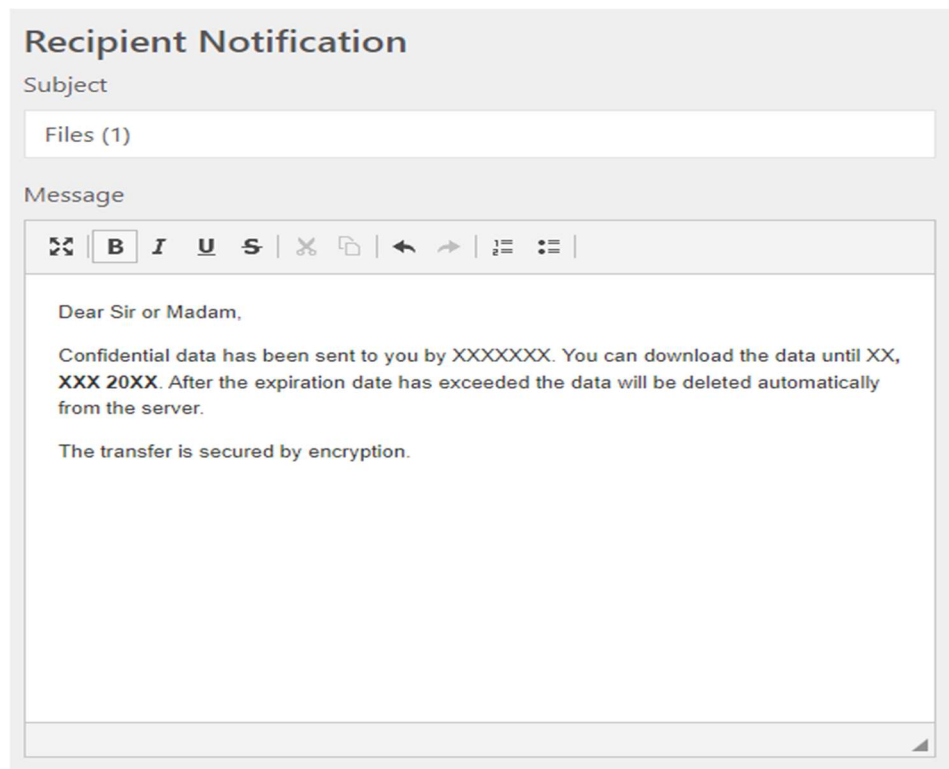 Recipient Notification
Subject
Files (1)
Message
B I U S
Dear Sir or Madam,
Confidential data has been sent to you by XXXXXXX. You can download the data until XX,
XXX 20XX. After the expiration date has exceeded the data will be deleted automatically
from the server.
The transfer is secured by encryption.